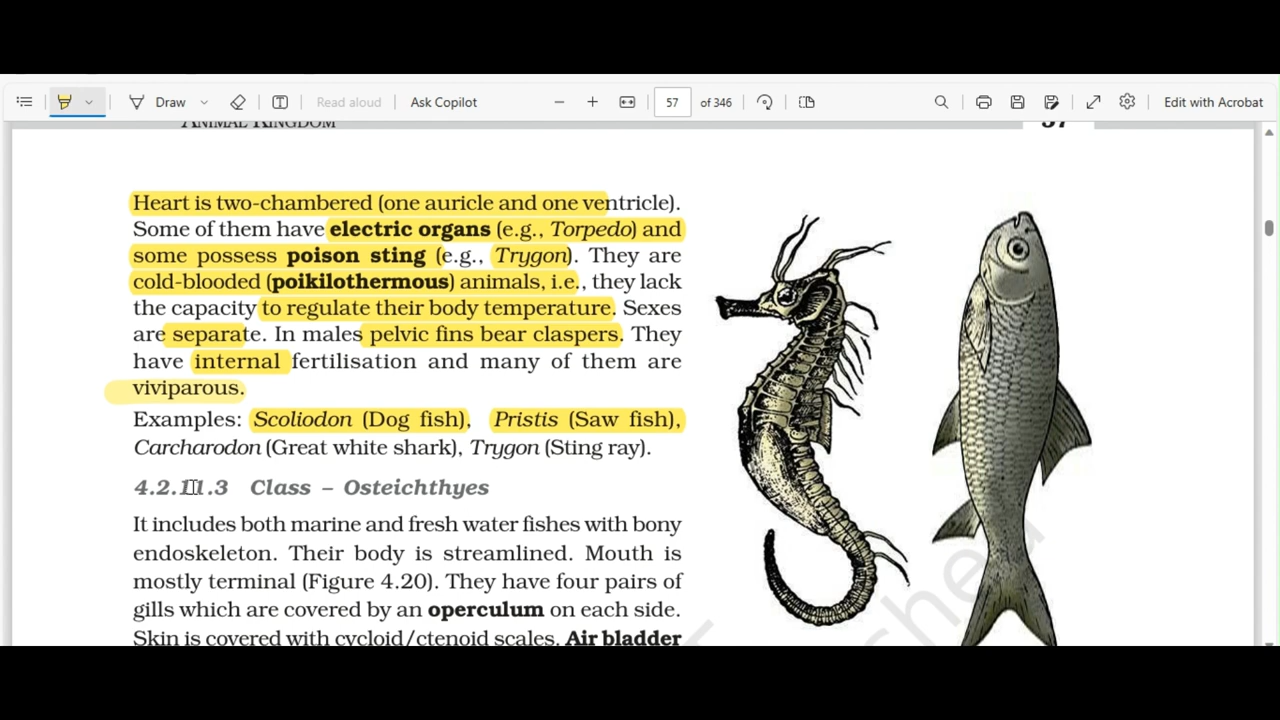 Draw
Read aloud
Ask Copilot
57
of 346
Edit with Acrobat
ANIMAL KINGDOM
57
Heart is two-chambered (one auricle and one ventricle).
Some of them have electric organs (e.g., Torpedo) and
some possess poison sting (e.g., Trygon). They are
cold-blooded (poikilothermous) animals, i.e., they lack
the capacity to regulate their body temperature. Sexes
are separate. In males pelvic fins bear claspers. They
have internal fertilisation and many of them are
viviparous.
Examples: Scoliodon (Dog fish), Pristis (Saw fish),
Carcharodon (Great white shark), Trygon (Sting ray).
4.2.11.3 Class – Osteichthyes
It includes both marine and fresh water fishes with bony
endoskeleton. Their body is streamlined. Mouth is
mostly terminal (Figure 4.20). They have four pairs of
gills which are covered by an operculum on each side.
Skin is covered with cycloid/ctenoid scales. Air bladder